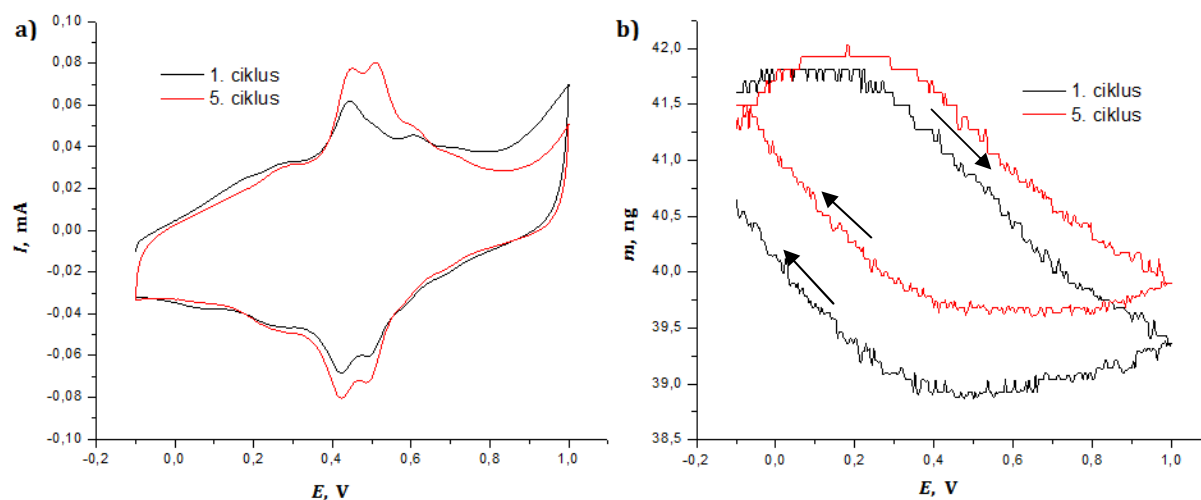 a)
0,10
0,08
0,06
0,04
0,02
0,00
-0,02
-0,04
-0,06
-0,08
-0,10
I, mA
1. ciklus
5. ciklus
-0,2 0,0 0,2 0,4 0,6 0,8 1,0
E, V
b)
42,0
41,5
41,0
40,5
40,0
39,5
39,0
38,5
m, ng
1. ciklus
5. ciklus
-0,2 0,0 0,2 0,4 0,6 0,8 1,0
E, V